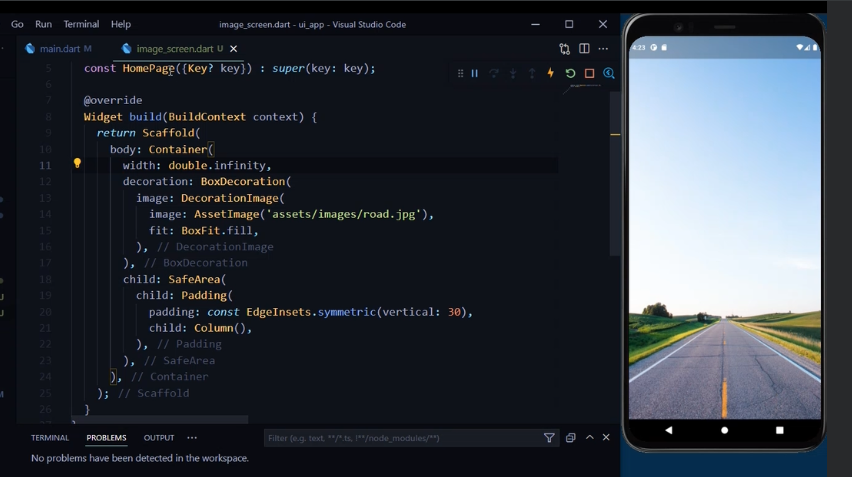 Go Run Terminal Help image_screen.dart - ui_app - Visual Studio Code
main.dart M image_screen.dart U
5 const HomePage({Key? key}) : super(key: key);
6
7 @override
8 Widget build(BuildContext context) {
9 return Scaffold(
10 body: Container(
11 width: double.infinity,
12 decoration: BoxDecoration(
13 image: DecorationImage(
14 image: AssetImage('assets/images/road.jpg'),
15 fit: BoxFit.fill,
16 ), // DecorationImage
17 ), // BoxDecoration
18 child: SafeArea(
19 child: Padding(
20 padding: const EdgeInsets.symmetric(vertical: 30),
21 child: Column(),
22 ), // Padding
23 ), // SafeArea
24 ), // Container
25 ); // Scaffold
26 }
TERMINAL PROBLEMS OUTPUT ... Filter (e.g. text, **/*.ts, !**/node_modules/**)
No problems have been detected in the workspace.
4:23